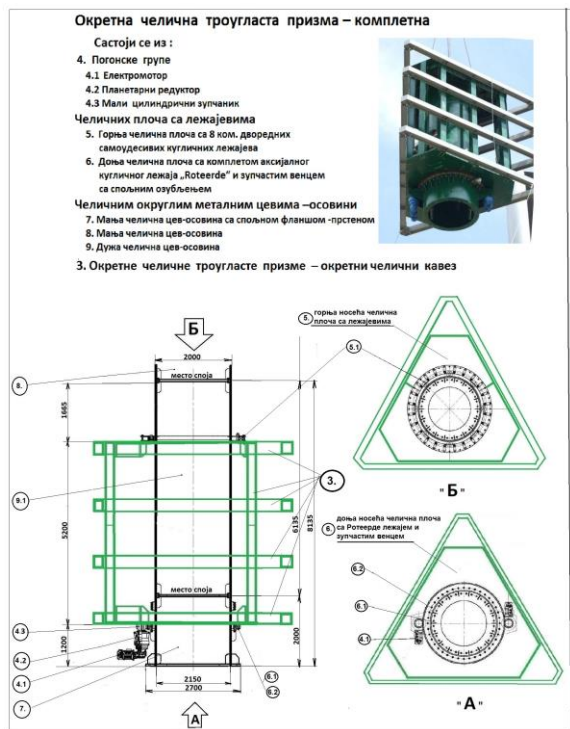 Окретна челична троугласта призма – комплетна
Састоји се из :
4. Погонске групе
4.1 Електромотор
4.2 Планетарни редуктор
4.3 Мали цилиндрични зупчаник
Челичних плоча са лежајевима
5. Горња челична плоча са 8 ком. дворедних
самоудесивих кугличних лежајева
6. Доња челична плоча са комплетом аксијалног
кугличног лежаја „Roteerde“ и зупчастим венцем
са спољним озубљењем
Челичним округлим металним цевима –осовини
7. Мања челична цев-осовина са спољном фланшом -прстеном
8. Мања челична цев-осовина
9. Дужа челична цев-осовина
3. Окретне челичне троугласте призме – окретни челични кавез
Б
2000
место споја
8.
1665
9.1
5200
3.
6135
8135
место споја
4.3
1200
2000
4.2
4.1
7.
2150
2700
6.1
6.2
А
5.
горња носећа челична
плоча са лежајевима
5.1
"Б"
доња носећа челична плоча
6.
са Ротеерде лежајем и
зупчастим венцем
6.2
6.1
4.1
"А"